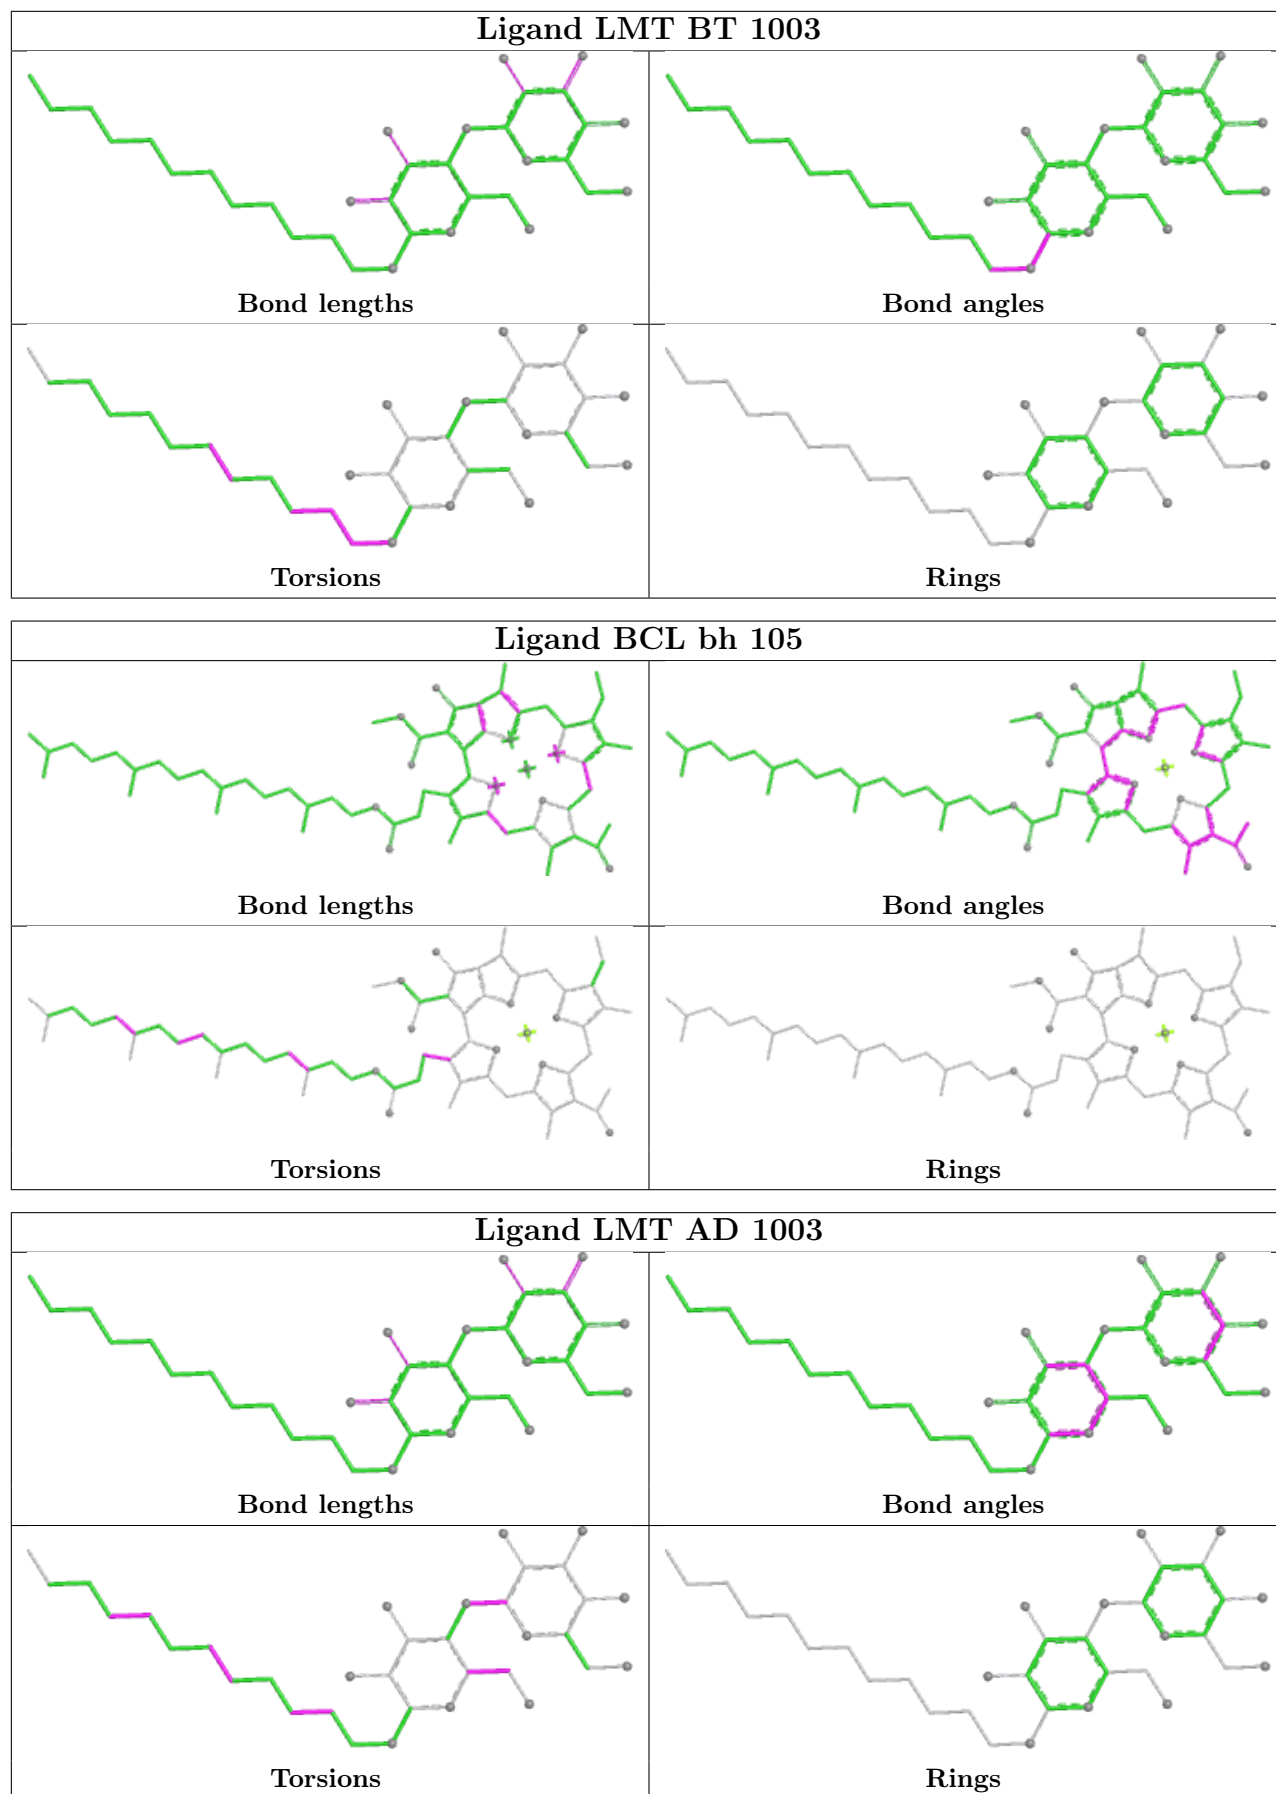 Ligand LMT BT 1003
Bond lengths
Bond angles
Torsions
Rings
Ligand BCL bh 105
Bond lengths
Bond angles
Torsions
Rings
Ligand LMT AD 1003
Bond lengths
Bond angles
Torsions
Rings